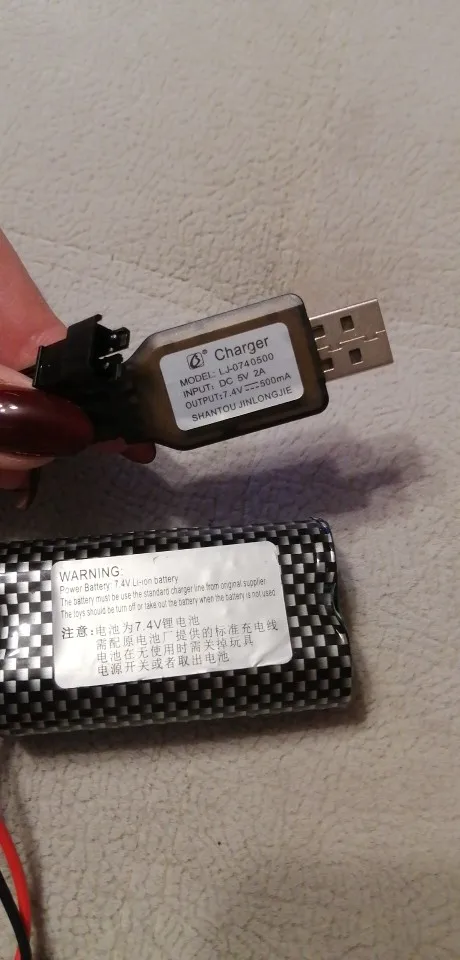 Charger
MODEL: LJ-0740500
INPUT: DC 5V 2A
OUTPUT:7.4V⎓500mA
SHANTOU JINLONGJIE
WARNING:
Power Battery: 7.4V Li-ion battery
The battery must be use the standard charger line from original supplier
The toys should be turn off or take out the battery when the battery is not used
注意:电池为7.4V锂电池
需配原电池厂提供的标准充电线
电池在无使用时需关掉玩具
电源开关或者取出电池